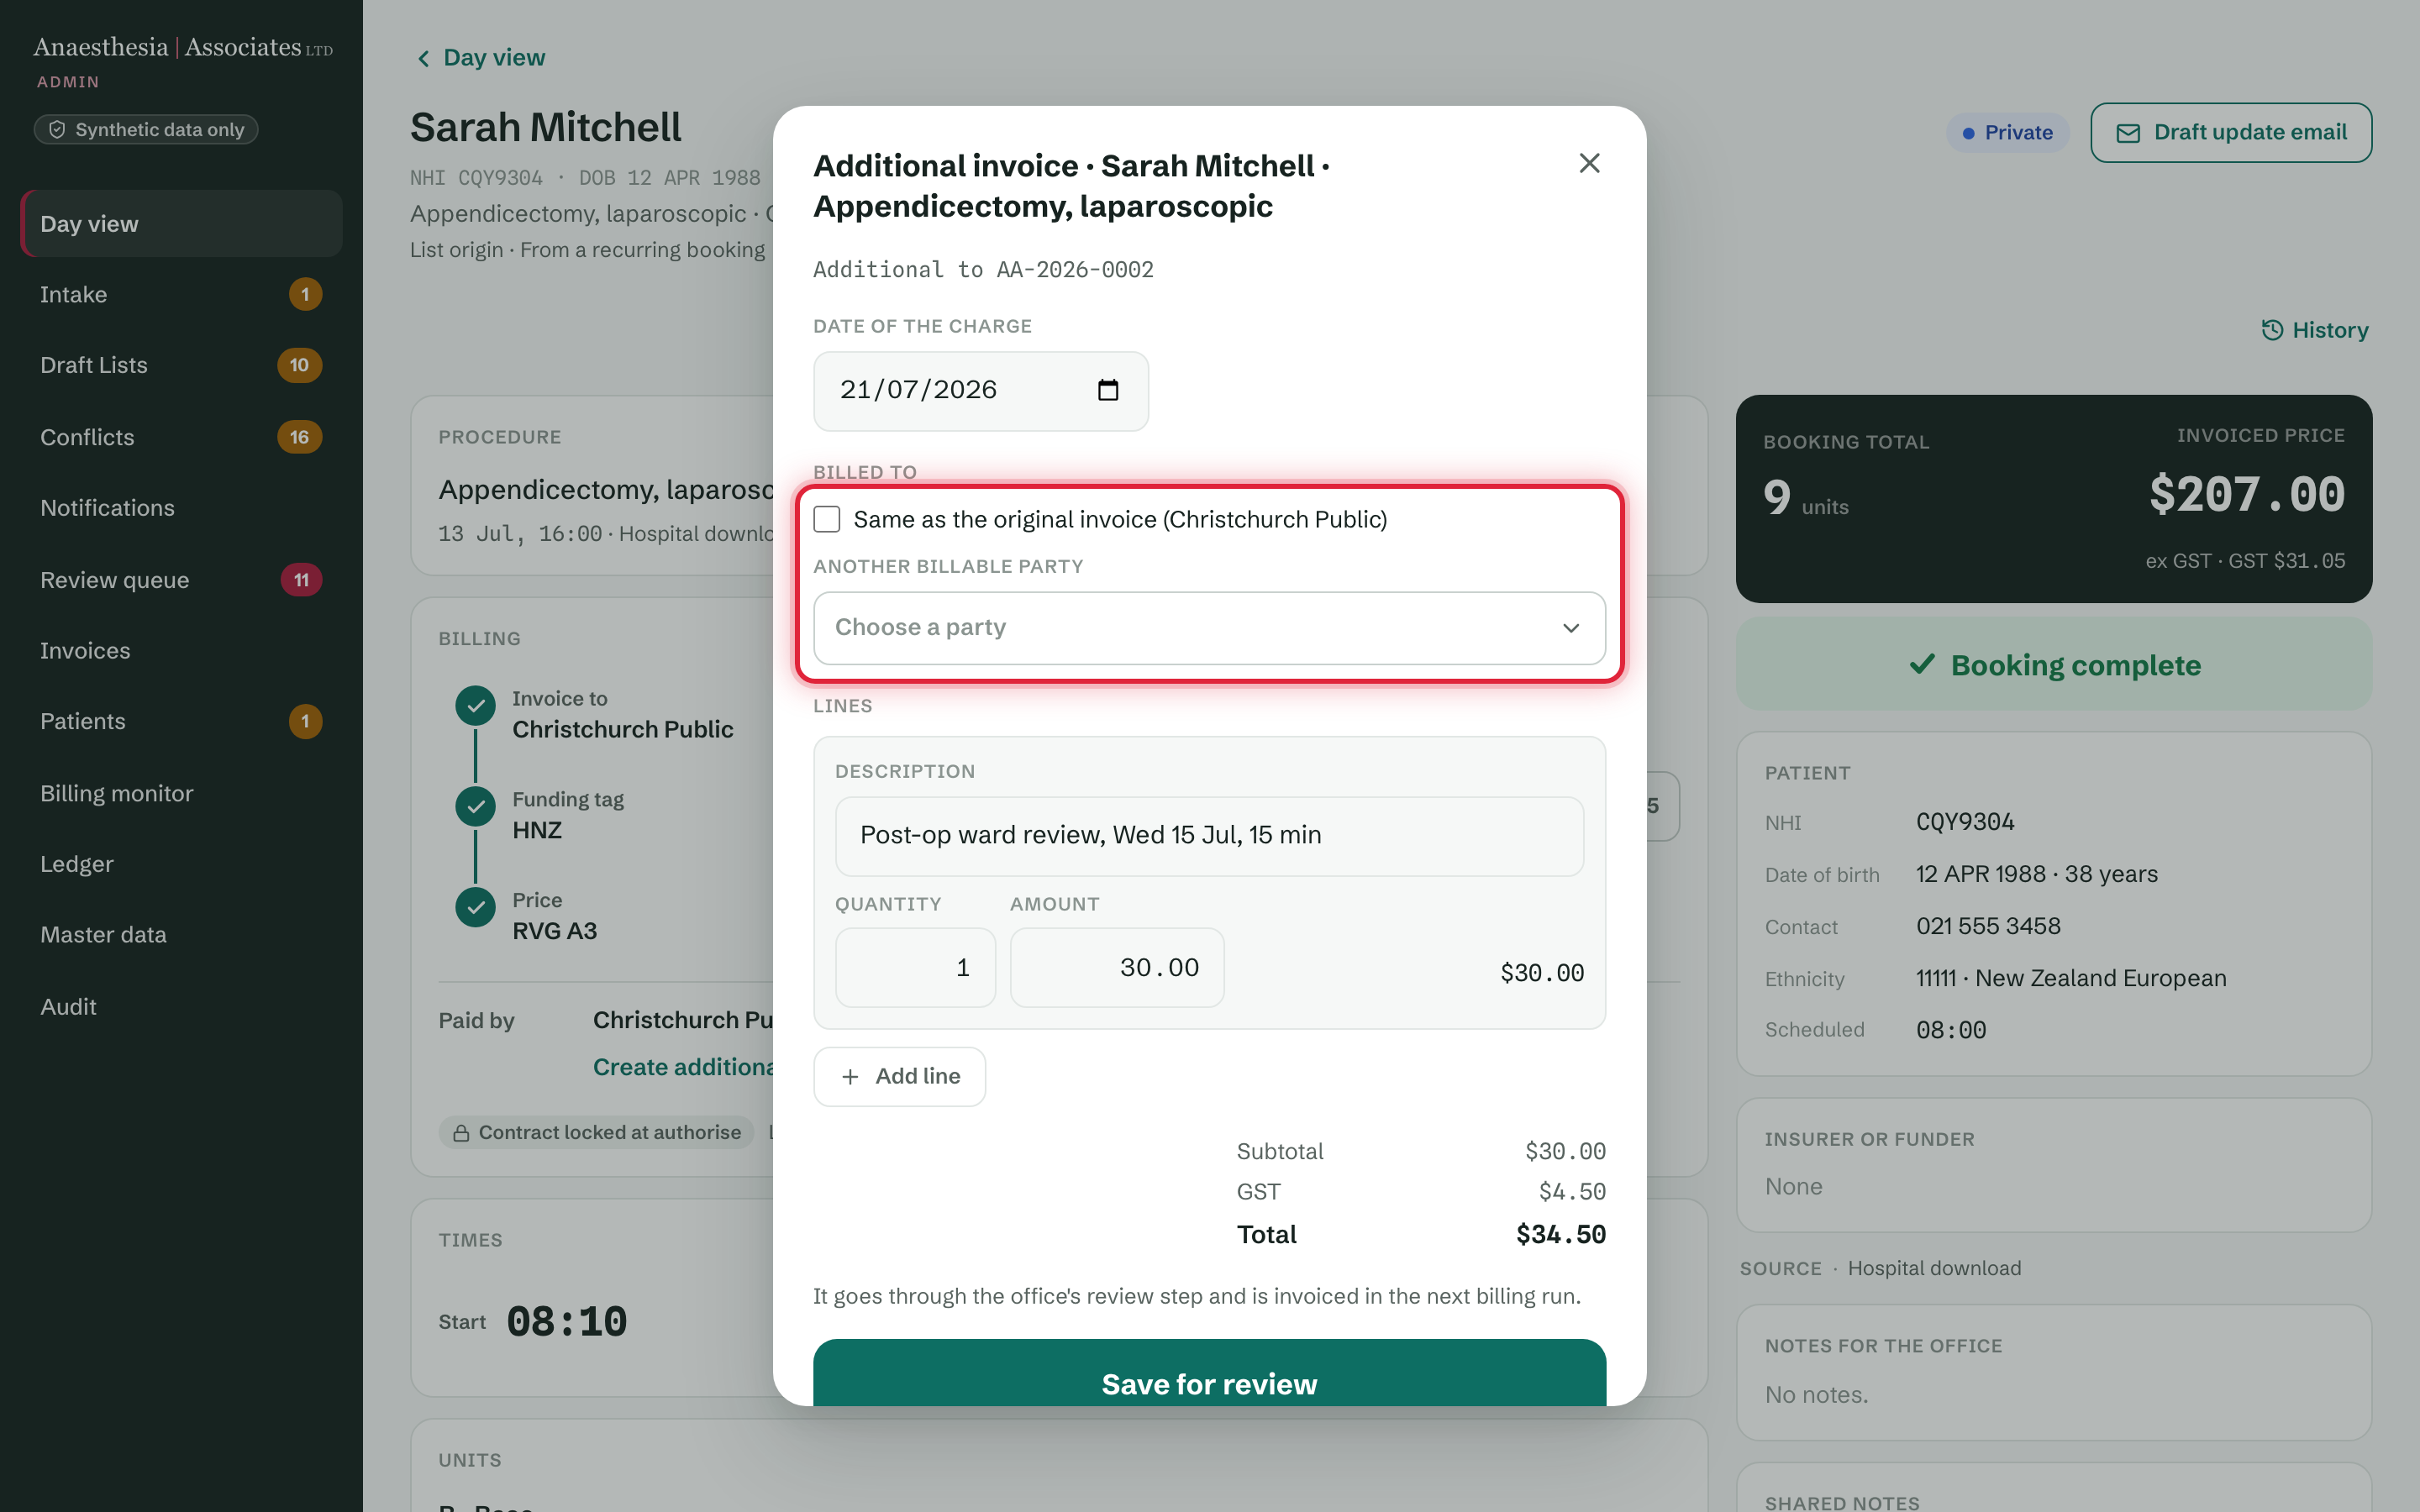 Anaesthesia | Associates LTD
ADMIN
Synthetic data only
Day view
Intake 1
Draft Lists 10
Conflicts 16
Notifications
Review queue 11
Invoices
Patients 1
Billing monitor
Ledger
Master data
Audit
Day view
Sarah Mitchell
NHI CQY9304 · DOB 12 APR 1988
Appendicectomy, laparoscopic ·
List origin · From a recurring booking
Private
Draft update email
History
PROCEDURE
Appendicectomy, laparosc
13 Jul, 16:00 · Hospital downlo
BILLING
Invoice to
Christchurch Public
Funding tag
HNZ
Price
RVG A3
Paid by Christchurch Pu
Create additiona
Contract locked at authorise
TIMES
Start 08:10
UNITS
Additional invoice · Sarah Mitchell ·
Appendicectomy, laparoscopic
Additional to AA-2026-0002
DATE OF THE CHARGE
21/07/2026
BILLED TO
Same as the original invoice (Christchurch Public)
ANOTHER BILLABLE PARTY
Choose a party
LINES
DESCRIPTION
Post-op ward review, Wed 15 Jul, 15 min
QUANTITY AMOUNT
1 30.00 $30.00
Add line
Subtotal $30.00
GST $4.50
Total $34.50
It goes through the office's review step and is invoiced in the next billing run.
Save for review
5
BOOKING TOTAL INVOICED PRICE
9 units $207.00
ex GST · GST $31.05
Booking complete
PATIENT
NHI CQY9304
Date of birth 12 APR 1988 · 38 years
Contact 021 555 3458
Ethnicity 11111 · New Zealand European
Scheduled 08:00
INSURER OR FUNDER
None
SOURCE · Hospital download
NOTES FOR THE OFFICE
No notes.
SHARED NOTES